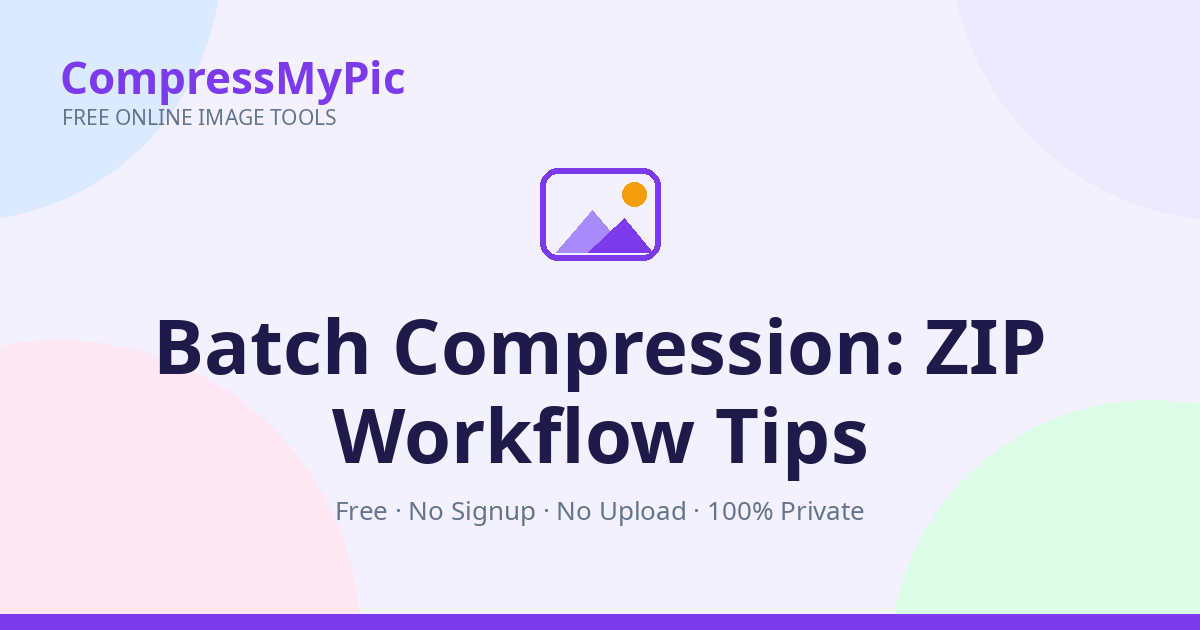 CompressMyPic
FREE ONLINE IMAGE TOOLS
Batch Compression: ZIP
Workflow Tips
Free · No Signup · No Upload · 100% Private